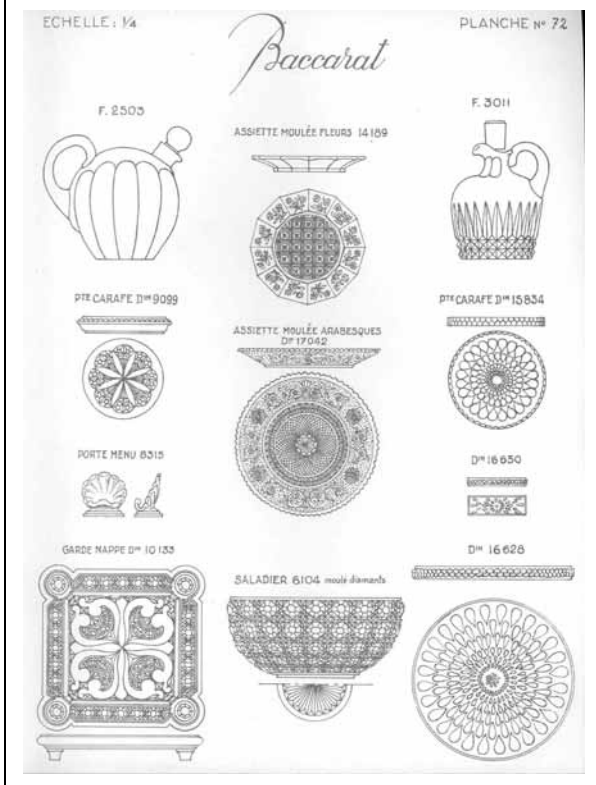 ECHELLE: 1/4
PLANCHE No 72
Baccarat
F. 2503
ASSIETTE MOULÉE FLEURS 14189
F. 3011
PTE CARAFE Din 9099
ASSIETTE MOULÉE ARABESQUES
Din 17042
PTE CARAFE Din 15834
PORTE MENU 8315
Din 16630
GARDE NAPPE Din 10133
SALADIER 6104 moulé diamants
Din 16628